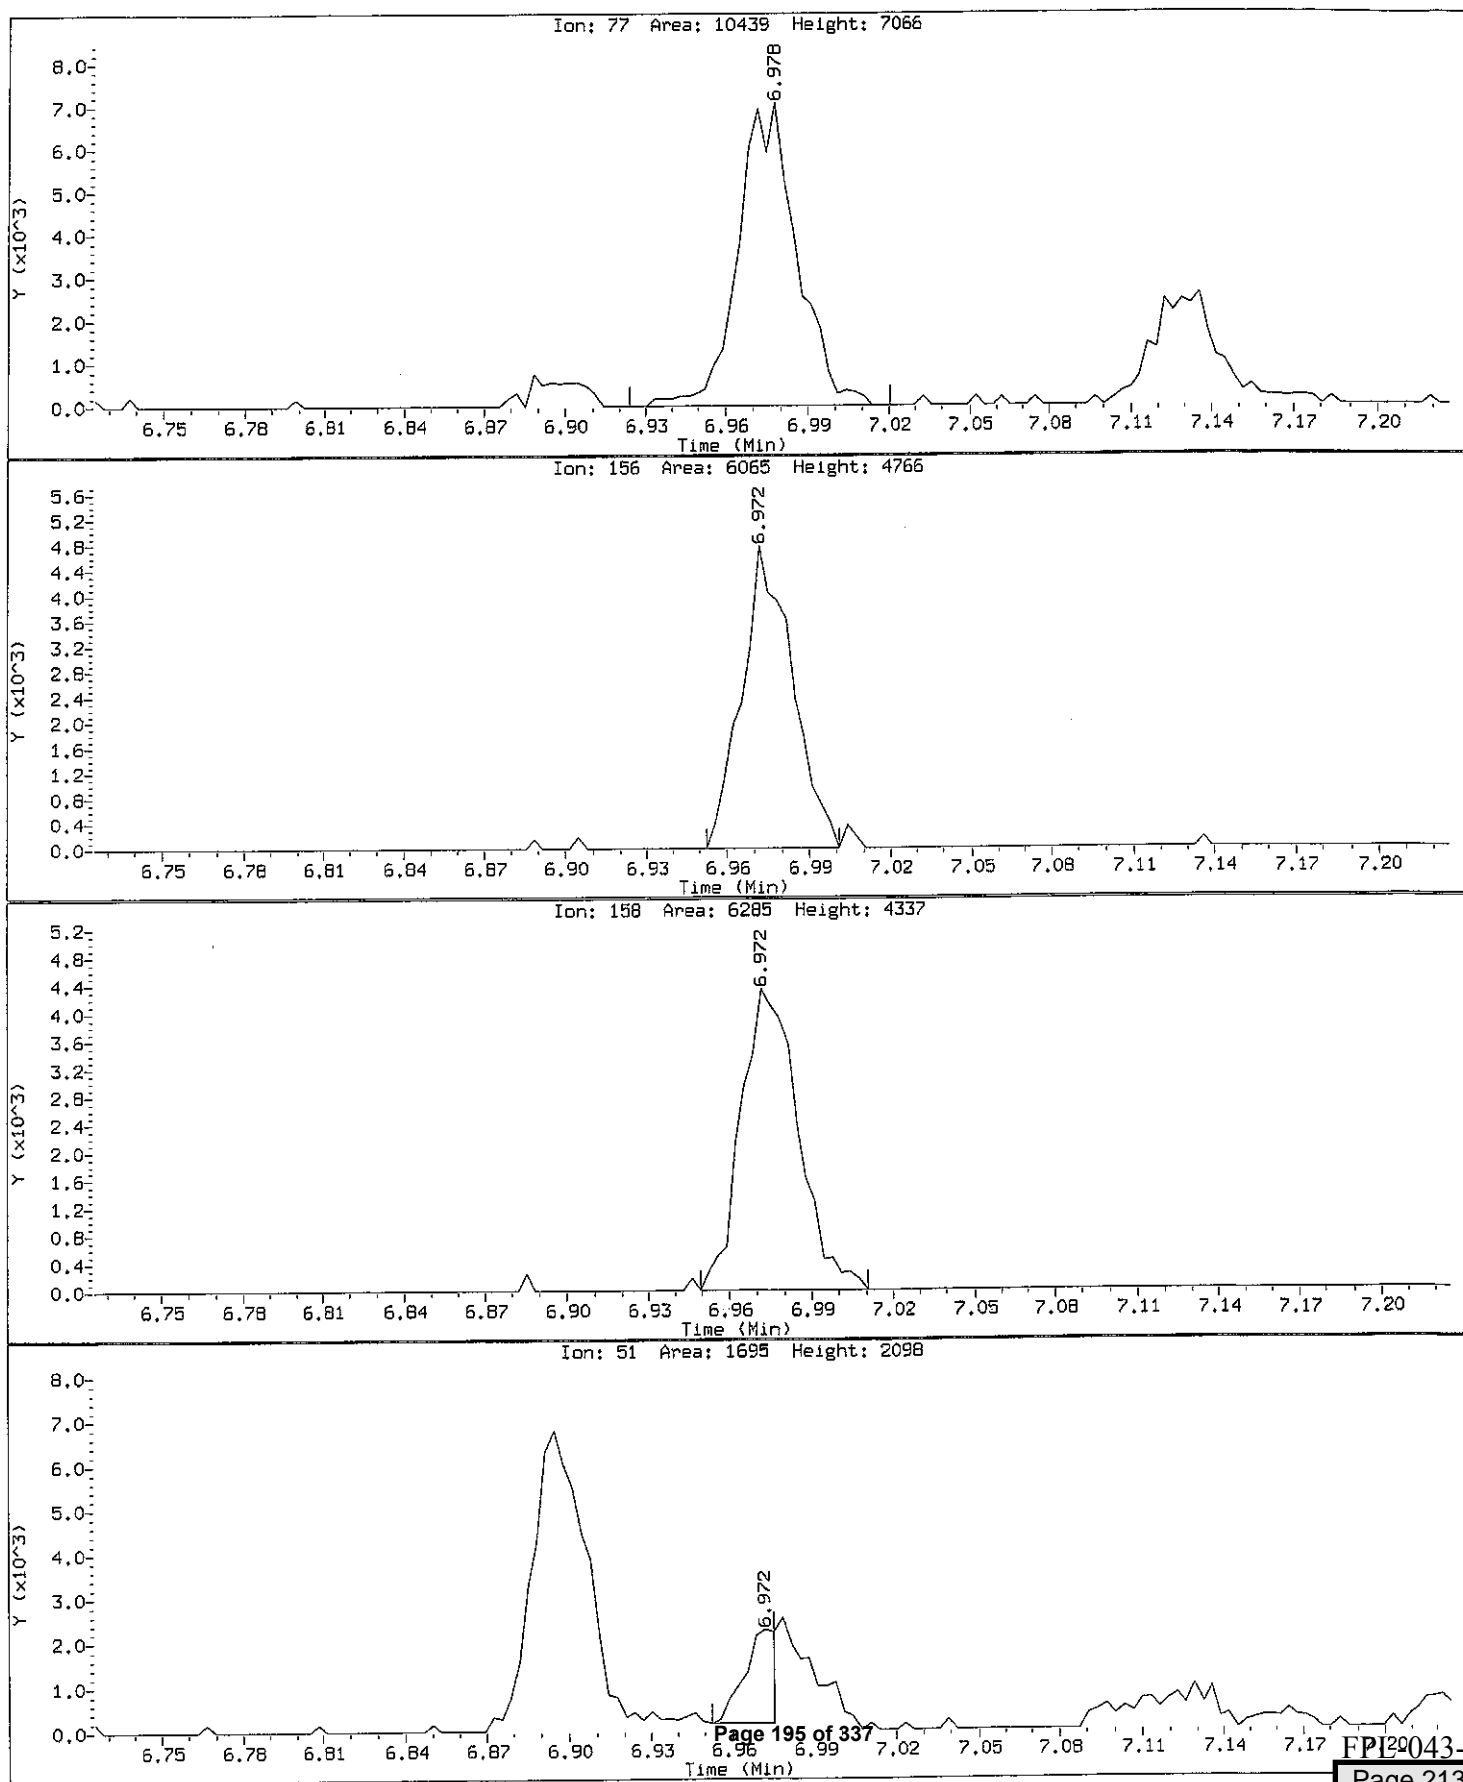 Ion: 77 Area: 10439 Height: 7066
6.978
8.0
7.0
6.0
5.0
4.0
3.0
2.0
1.0
0.0
Y (x10^3)
6.75 6.78 6.81 6.84 6.87 6.90 6.93 6.96 6.99 7.02 7.05 7.08 7.11 7.14 7.17 7.20
Time (Min)
Ion: 156 Area: 6065 Height: 4766
6.972
5.6
5.2
4.8
4.4
4.0
3.6
3.2
2.8
2.4
2.0
1.6
1.2
0.8
0.4
0.0
Y (x10^3)
6.75 6.78 6.81 6.84 6.87 6.90 6.93 6.96 6.99 7.02 7.05 7.08 7.11 7.14 7.17 7.20
Time (Min)
Ion: 158 Area: 6285 Height: 4337
6.972
5.2
4.8
4.4
4.0
3.6
3.2
2.8
2.4
2.0
1.6
1.2
0.8
0.4
0.0
Y (x10^3)
6.75 6.78 6.81 6.84 6.87 6.90 6.93 6.96 6.99 7.02 7.05 7.08 7.11 7.14 7.17 7.20
Time (Min)
Ion: 51 Area: 1695 Height: 2098
8.0
7.0
6.0
5.0
4.0
3.0
2.0
1.0
0.0
Y (x10^3)
6.972
Page 195 of 337
6.75 6.78 6.81 6.84 6.87 6.90 6.93 6.96 6.99 7.02 7.05 7.08 7.11 7.14 7.17 7.20
Time (Min)
FPL-043-
Page 213